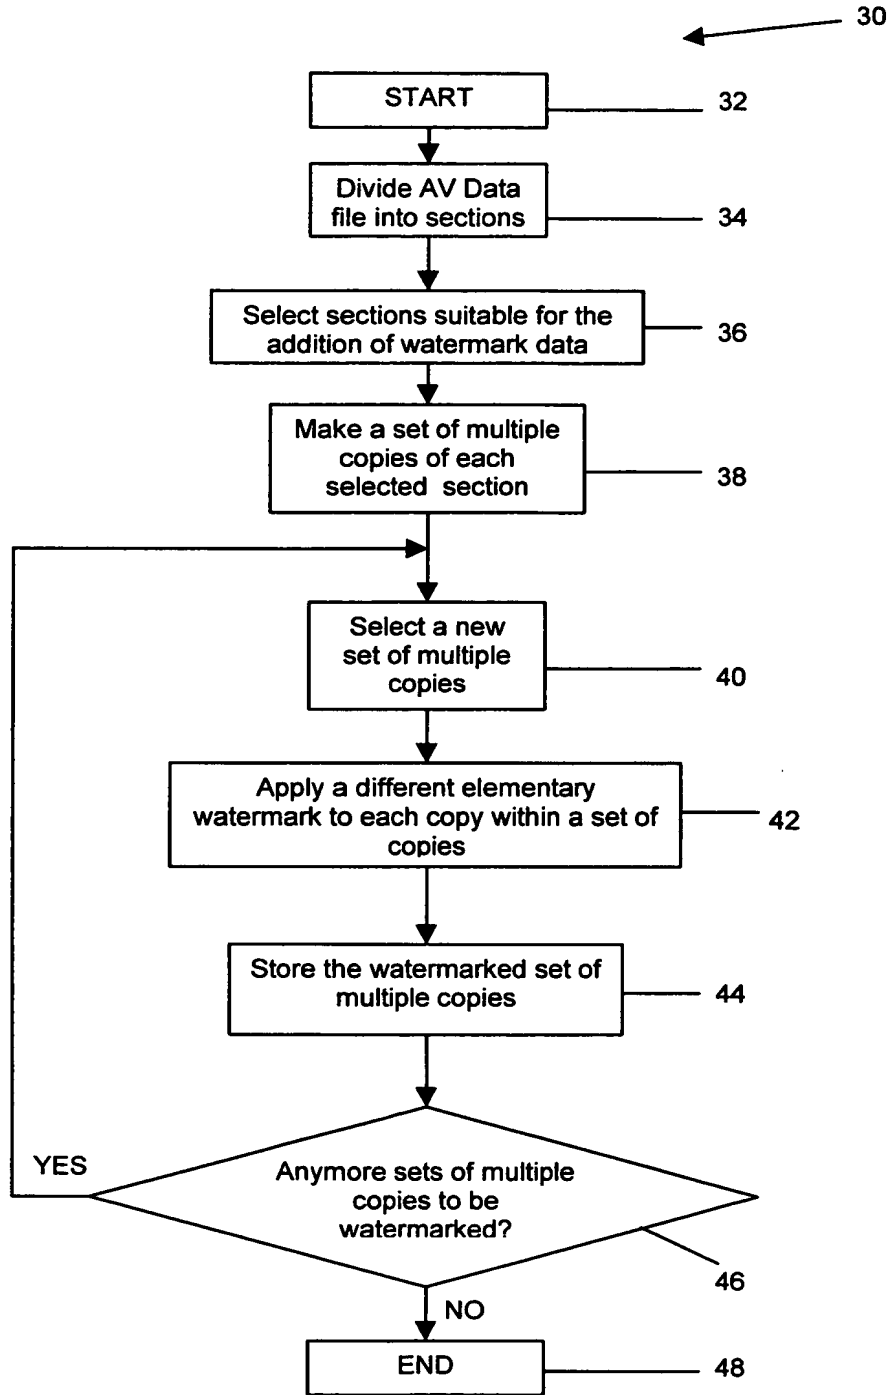 30
START
32
Divide AV Data
file into sections
34
Select sections suitable for the
addition of watermark data
36
Make a set of multiple
copies of each
selected section
38
Select a new
set of multiple
copies
40
Apply a different elementary
watermark to each copy within a set of
copies
42
Store the watermarked set of
multiple copies
44
YES
Anymore sets of multiple
copies to be
watermarked?
46
NO
END
48